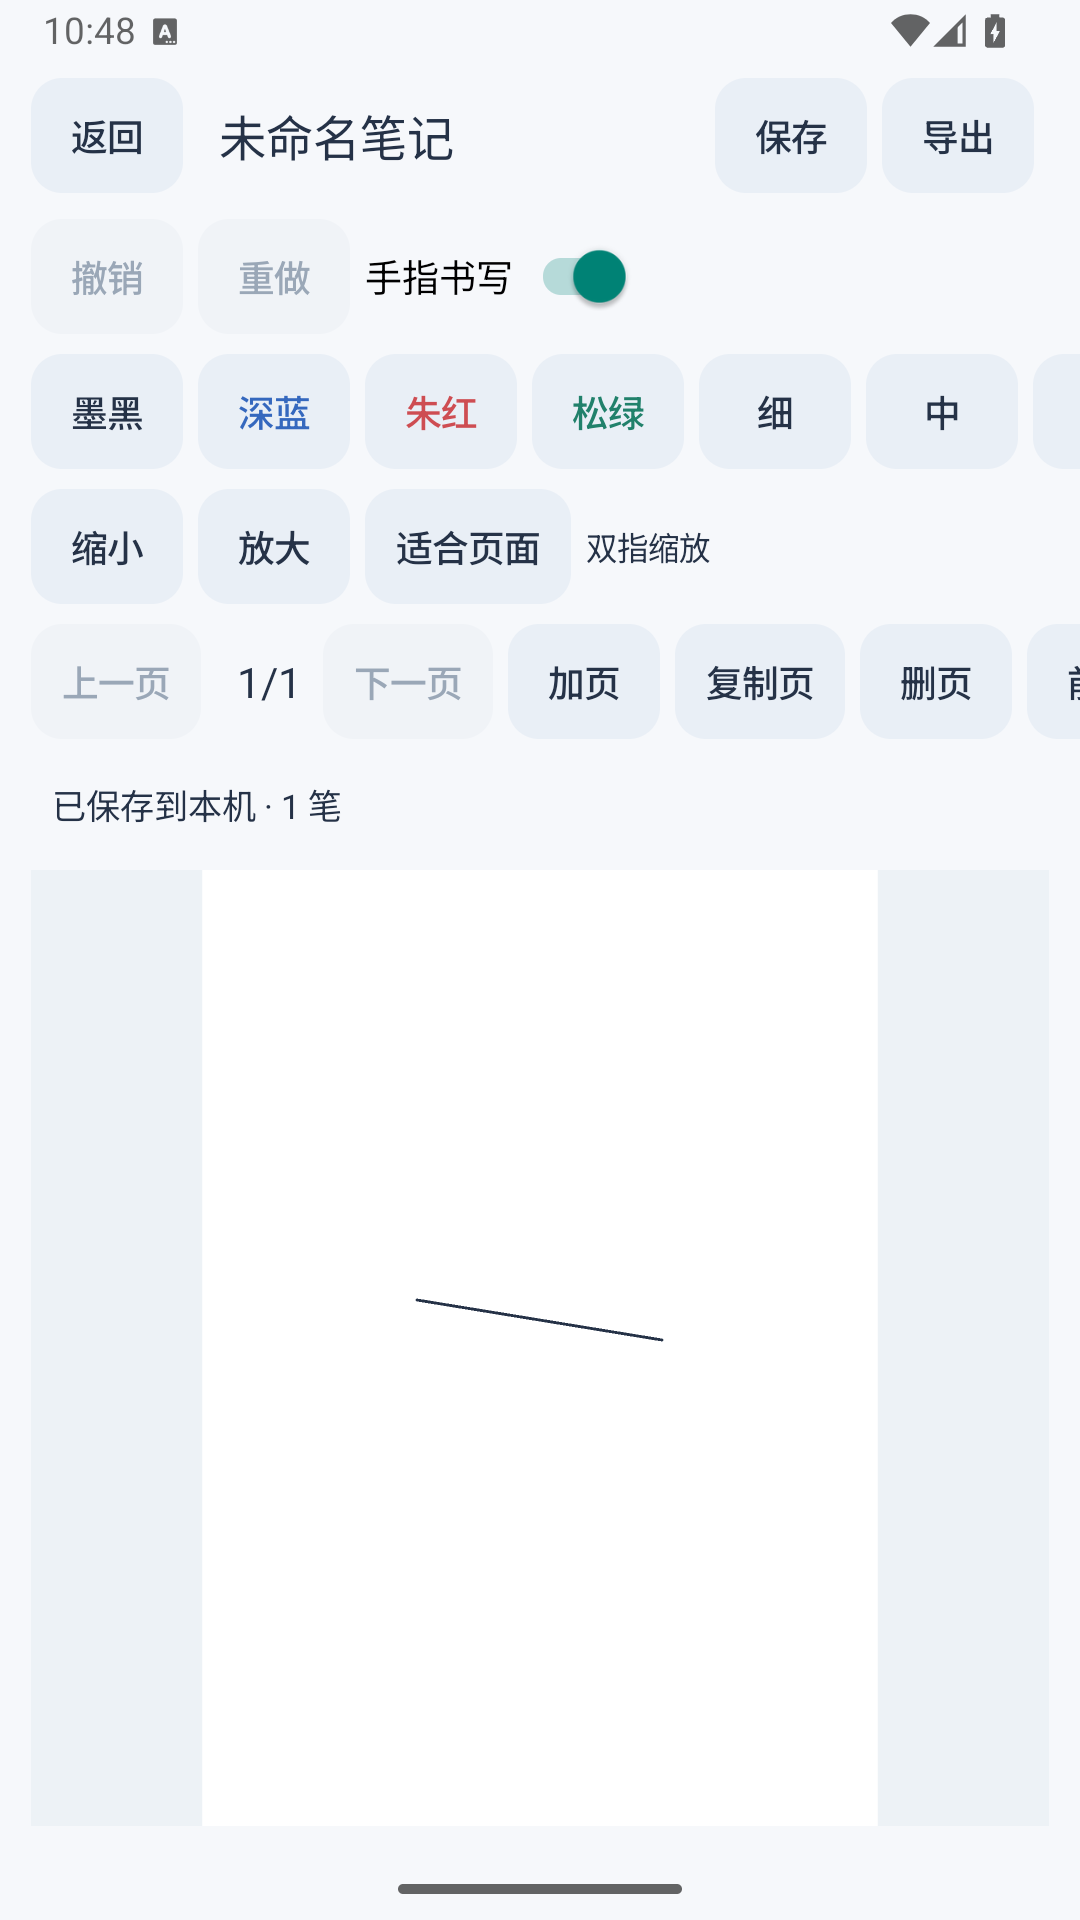 10:48
返回 未命名笔记 保存 导出
撤销 重做 手指书写
墨黑 深蓝 朱红 松绿 细 中
缩小 放大 适合页面 双指缩放
上一页 1/1 下一页 加页 复制页 删页
已保存到本机 · 1 笔